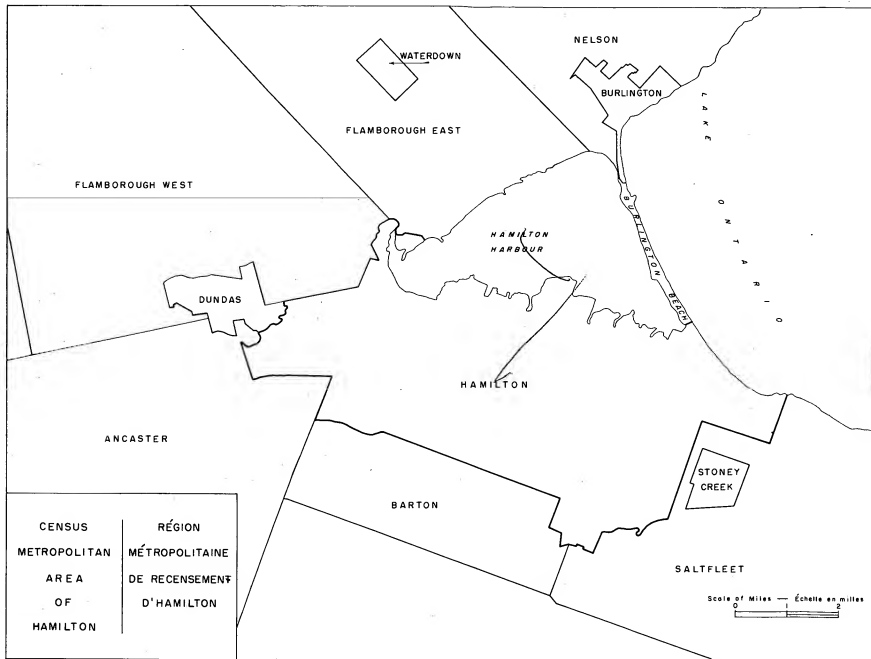 NELSON
WATERDOWN
BURLINGTON
FLAMBOROUGH EAST
LAKE ONTARIO
FLAMBOROUGH WEST
HAMILTON
HARBOUR
BURLINGTON BEACH
DUNDAS
HAMILTON
ANCASTER
STONEY
CREEK
BARTON
SALTFLEET
CENSUS
METROPOLITAN
AREA
OF
HAMILTON
RÉGION
MÉTROPOLITAINE
DE RECENSEMENT
D'HAMILTON
Scale of Miles — Échelle en milles
0 1 2